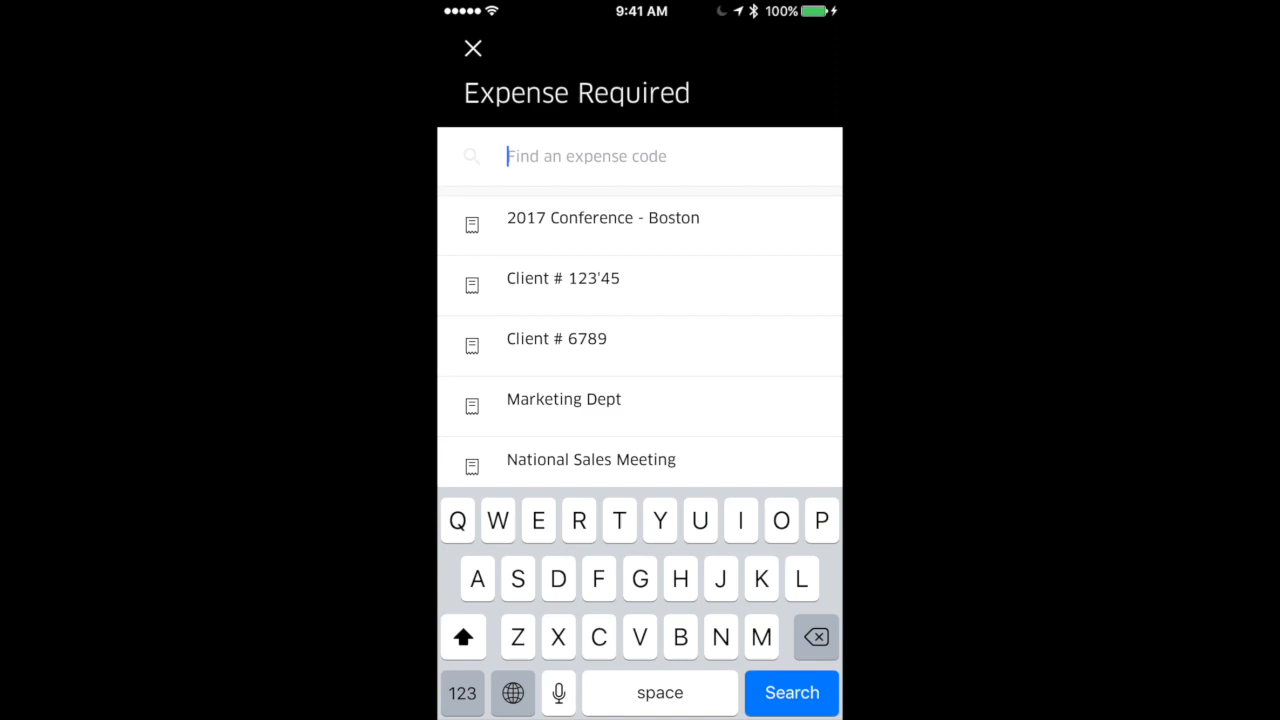 9:41 AM 100%
Expense Required
Find an expense code
2017 Conference - Boston
Client # 123'45
Client # 6789
Marketing Dept
National Sales Meeting
Q W E R T Y U I O P
A S D F G H J K L
Z X C V B N M
123 space Search